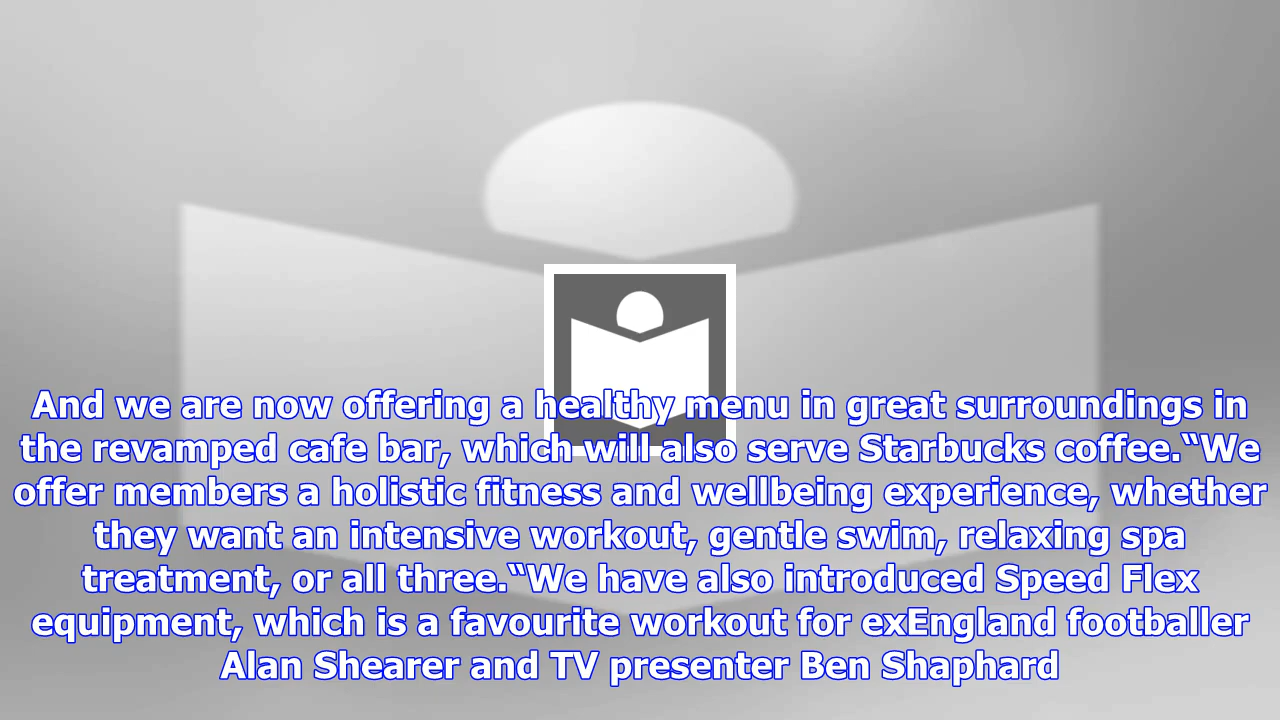 And we are now offering a healthy menu in great surroundings in
the revamped cafe bar, which will also serve Starbucks coffee.“We
offer members a holistic fitness and wellbeing experience, whether
they want an intensive workout, gentle swim, relaxing spa
treatment, or all three.“We have also introduced Speed Flex
equipment, which is a favourite workout for exEngland footballer
Alan Shearer and TV presenter Ben Shaphard